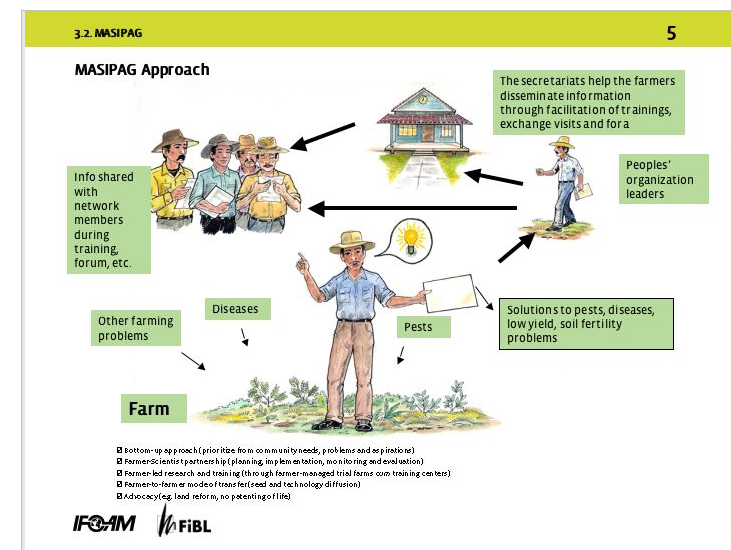 3.2. MASIPAG
5
MASIPAG Approach
The secretariats help the farmers
disseminate information
through facilitation of trainings,
exchange visits and fora
Peoples'
organization
leaders
Info shared
with
network
members
during
training,
forum, etc.
Diseases
Other farming
problems
Pests
Solutions to pests, diseases,
low yield, soil fertility
problems
Farm
☑ Bottom-up approach (prioritize from community needs, problems and aspirations)
☑ Farmer-Scientist partnership (planning, implementation, monitoring and evaluation)
☑ Farmer-led research and training (through farmer-managed trial farms com training centers)
☑ Farmer-to-farmer mode of transfer (seed and technology diffusion)
☑ Advocacy (e.g. land reform, no patenting of life)
IFOAM
FiBL